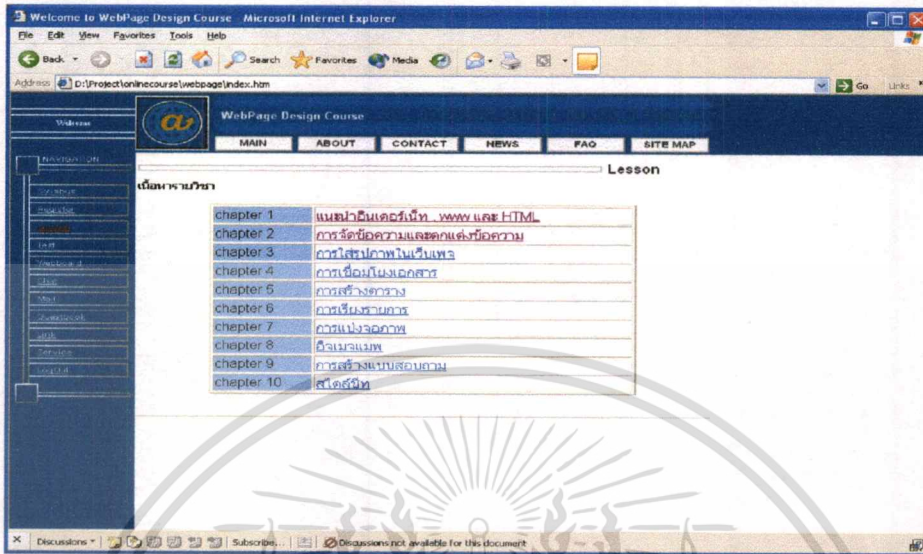 Welcome to WebPage Design Course Microsoft Internet Explorer
File Edit View Favorites Tools Help
Back Search Favorites Media
Address D:\Project\onlinecourse\webpage\index.htm Go Links
Welcome
WebPage Design Course
MAIN ABOUT CONTACT NEWS FAQ SITE MAP
NAVIGATION
Lesson
เนื้อหารายวิชา
Syllabus
Test
Webboard
Guestbook
Link
Service
chapter 1 แนะนำอินเตอร์เน็ท , www และ HTML
chapter 2 การจัดข้อความและตกแต่งข้อความ
chapter 3 การใส่รูปภาพในเว็บเพจ
chapter 4 การเชื่อมโยงเอกสาร
chapter 5 การสร้างตาราง
chapter 6 การเรียงรายการ
chapter 7 การแบ่งจอภาพ
chapter 8 อิจเมจแมพ
chapter 9 การสร้างแบบสอบถาม
chapter 10 สไตล์ชีท
Discussions Subscribe... Discussions not available for this document